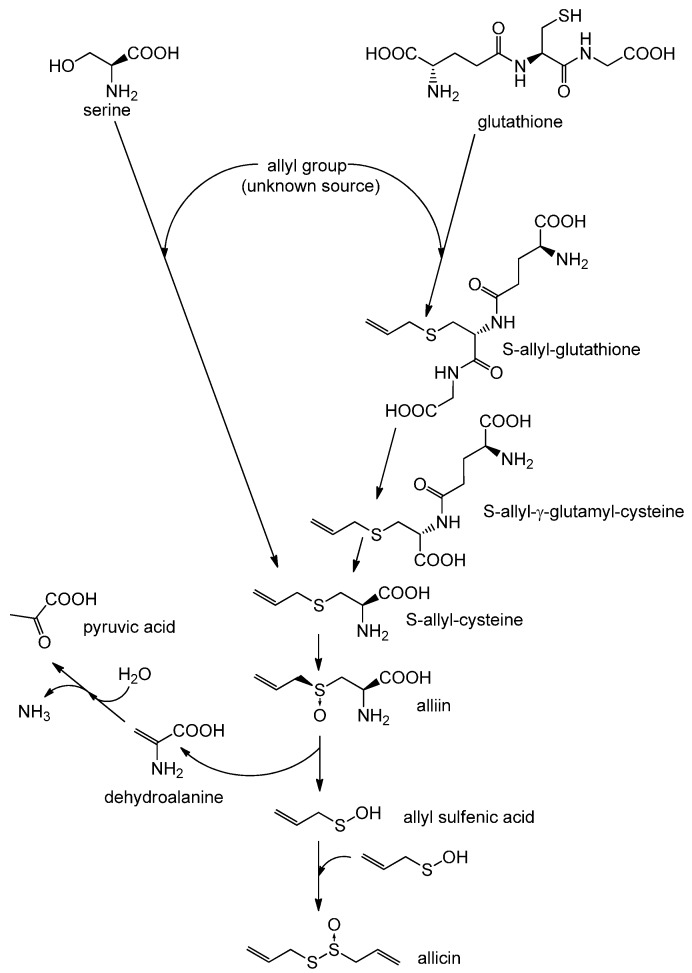 SH
HO COOH
NH2
serine
HOOC O N H O H N COOH
NH2
glutathione
allyl group
(unknown source)
COOH
NH2
O
NH
S
S-allyl-glutathione
HN O
HOOC
COOH
NH2
O
NH
S
S-allyl-γ-glutamyl-cysteine
COOH
S COOH
NH2
S-allyl-cysteine
COOH
O
pyruvic acid
H2O
NH3
S COOH
O NH2
alliin
COOH
NH2
dehydroalanine
S OH
allyl sulfenic acid
S OH
O
S S
allicin